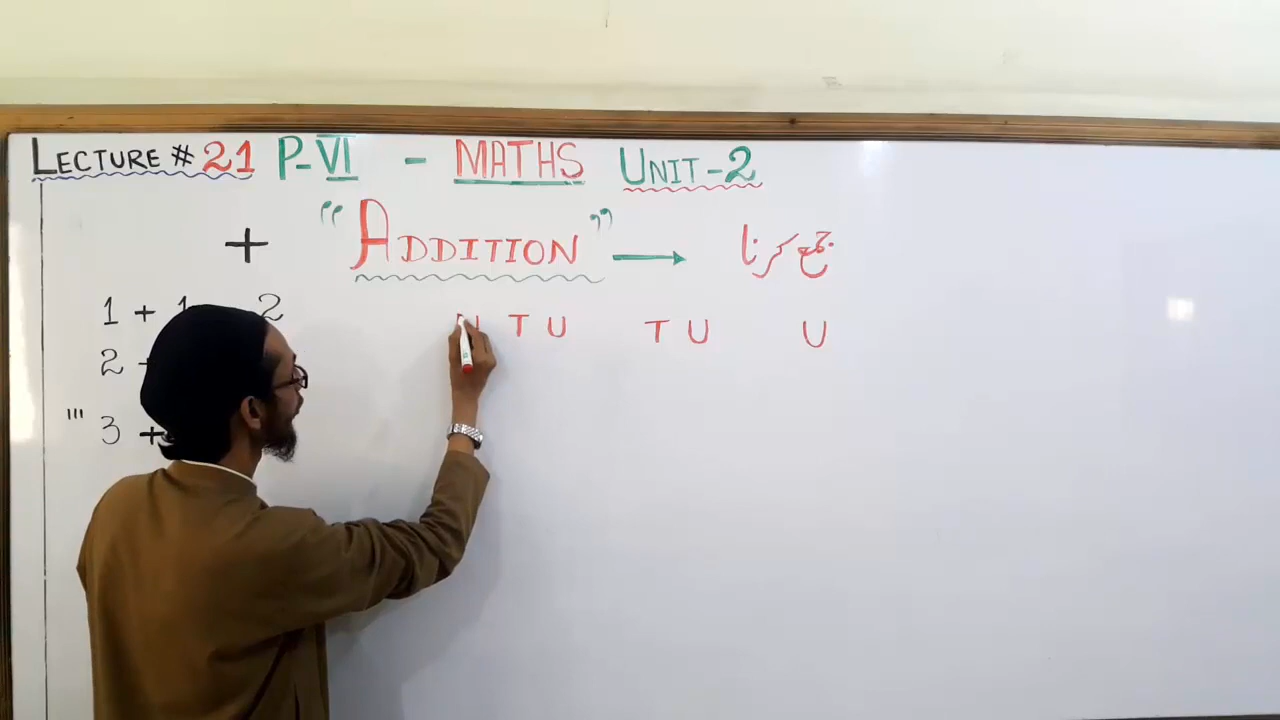 LECTURE # 21 P-VI - MATHS UNIT-2
+ "ADDITION" → جمع کرنا
1 + 1 2
T U T U U
2
''' 3 +